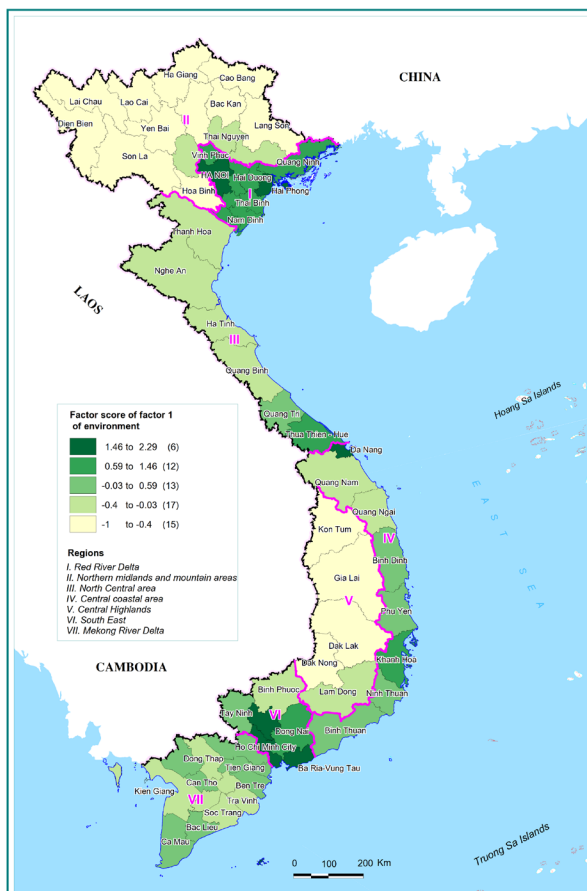 CHINA
Ha Giang
Cao Bang
Lai Chau
Lao Cai
Bac Kan
II
Dien Bien
Yen Bai
Lang Son
Thai Nguyen
Son La
Vinh Phuc
Quang Ninh
HA NOI
Hai Duong
Hoa Binh
I
Hai Phong
Thai Binh
Nam Dinh
Thanh Hoa
Nghe An
LAOS
Ha Tinh
III
Quang Binh
Hoang Sa Islands
Quang Tri
Thua Thien - Hue
Da Nang
Quang Nam
Quang Ngai
EAST SEA
Kon Tum
IV
Binh Dinh
Gia Lai
V
Phu Yen
Dak Lak
Khanh Hoa
Dak Nong
Lam Dong
Ninh Thuan
Binh Phuoc
Tay Ninh
VI
Dong Nai
Binh Thuan
Ho Chi Minh City
Ba Ria-Vung Tau
Dong Thap
Tien Giang
Can Tho
Ben Tre
Kien Giang
VII
Tra Vinh
Soc Trang
Bac Lieu
Ca Mau
CAMBODIA
Truong Sa Islands
Factor score of factor 1
of environment
1.46 to 2.29 (6)
0.59 to 1.46 (12)
-0.03 to 0.59 (13)
-0.4 to -0.03 (17)
-1 to -0.4 (15)
Regions
I. Red River Delta
II. Northern midlands and mountain areas
III. North Central area
IV. Central coastal area
V. Central Highlands
VI. South East
VII. Mekong River Delta
0 100 200 Km